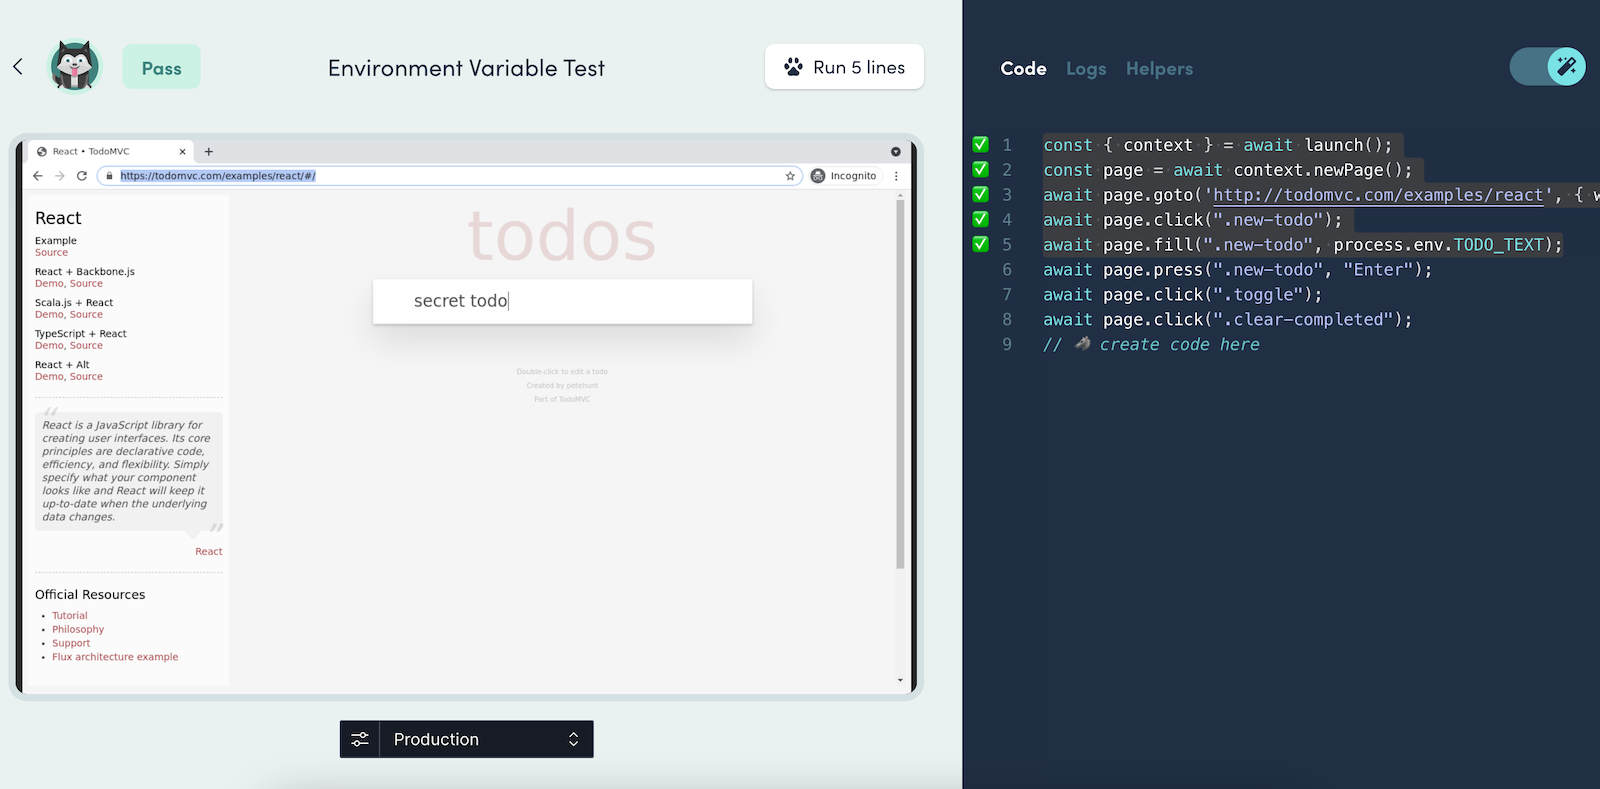 Pass
Environment Variable Test
Run 5 lines
React • TodoMVC
https://todomvc.com/examples/react/#/
Incognito
React
Example
Source
React + Backbone.js
Demo, Source
Scala.js + React
Demo, Source
TypeScript + React
Demo, Source
React + Alt
Demo, Source
React is a JavaScript library for
creating user interfaces. Its core
principles are declarative code,
efficiency, and flexibility. Simply
specify what your component
looks like and React will keep it
up-to-date when the underlying
data changes.
React
Official Resources
Tutorial
Philosophy
Support
Flux architecture example
todos
secret todo
Double-click to edit a todo
Created by petehunt
Part of TodoMVC
Production
Code Logs Helpers
1 const { context } = await launch();
2 const page = await context.newPage();
3 await page.goto('http://todomvc.com/examples/react', { w
4 await page.click(".new-todo");
5 await page.fill(".new-todo", process.env.TODO_TEXT);
6 await page.press(".new-todo", "Enter");
7 await page.click(".toggle");
8 await page.click(".clear-completed");
9 // 🐺 create code here